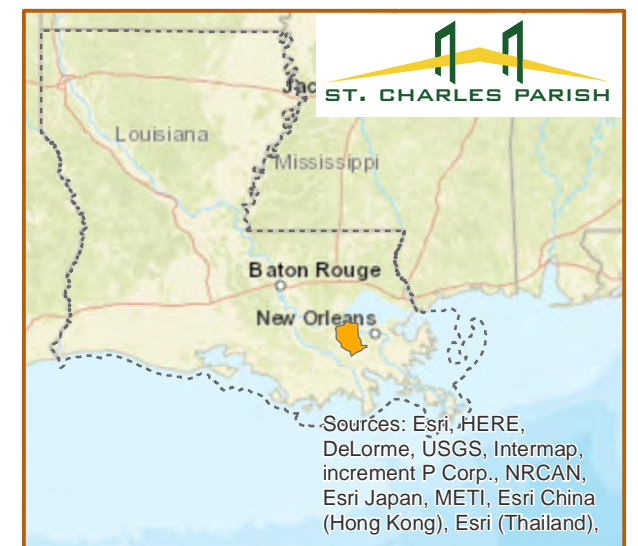 ST. CHARLES PARISH
Jac
Louisiana
Mississippi
Baton Rouge
New Orleans
Sources: Esri, HERE,
DeLorme, USGS, Intermap,
increment P Corp., NRCAN,
Esri Japan, METI, Esri China
(Hong Kong), Esri (Thailand),